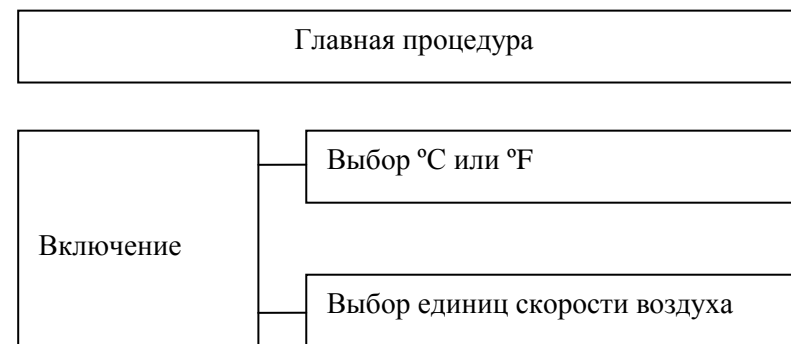 Главная процедура
Выбор ºC или ºF
Включение
Выбор единиц скорости воздуха